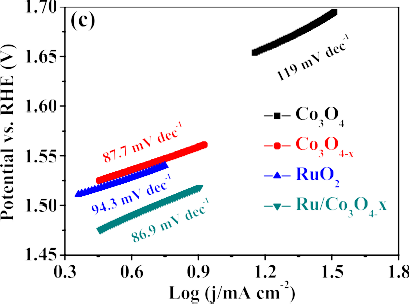 (c)
1.70
1.65
1.60
1.55
1.50
1.45
Potential vs. RHE (V)
119 mV dec⁻¹
87.7 mV dec⁻¹
94.3 mV dec⁻¹
86.9 mV dec⁻¹
Co₃O₄
Co₃O₄₋ₓ
RuO₂
Ru/Co₃O₄₋x
0.3 0.6 0.9 1.2 1.5 1.8
Log (j/mA cm⁻²)